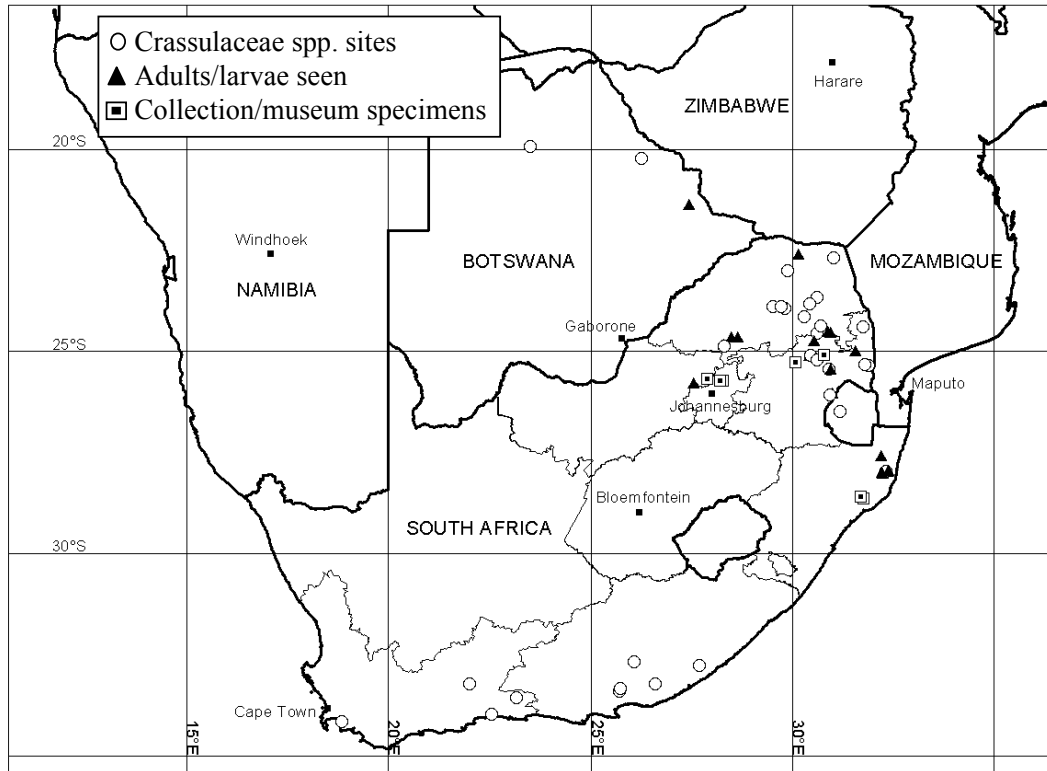 Crassulaceae spp. sites
Adults/larvae seen
Collection/museum specimens
Harare
ZIMBABWE
20°S
Windhoek
BOTSWANA
MOZAMBIQUE
NAMIBIA
Gaborone
25°S
Maputo
Johannesburg
Bloemfontein
SOUTH AFRICA
30°S
Cape Town
15°E
20°E
25°E
30°E